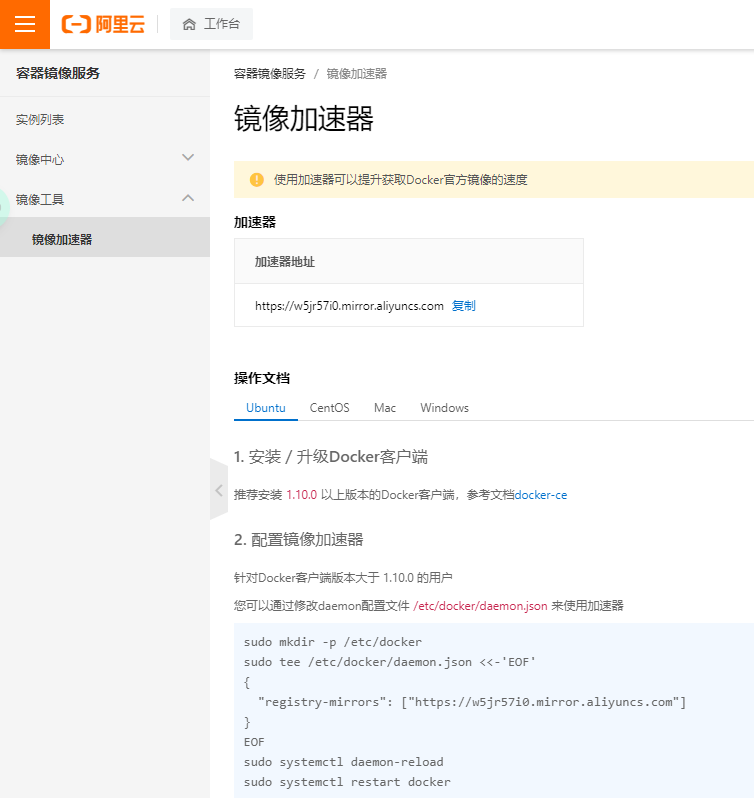 阿里云 工作台
容器镜像服务
实例列表
镜像中心
镜像工具
镜像加速器
容器镜像服务 / 镜像加速器
镜像加速器
使用加速器可以提升获取Docker官方镜像的速度
加速器
加速器地址
https://w5jr57i0.mirror.aliyuncs.com 复制
操作文档
Ubuntu CentOS Mac Windows
1. 安装 / 升级Docker客户端
推荐安装 1.10.0 以上版本的Docker客户端，参考文档docker-ce
2. 配置镜像加速器
针对Docker客户端版本大于 1.10.0 的用户
您可以通过修改daemon配置文件 /etc/docker/daemon.json 来使用加速器
sudo mkdir -p /etc/docker
sudo tee /etc/docker/daemon.json <<-'EOF'
{
  "registry-mirrors": ["https://w5jr57i0.mirror.aliyuncs.com"]
}
EOF
sudo systemctl daemon-reload
sudo systemctl restart docker